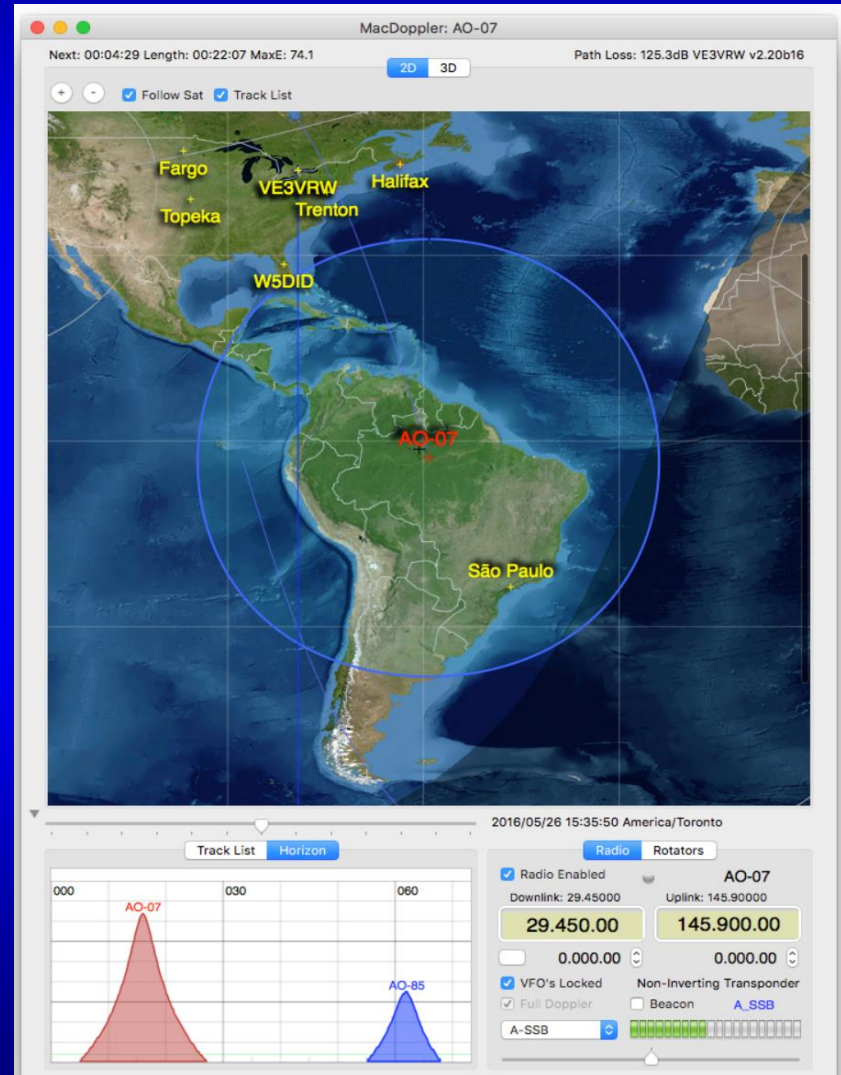 MacDoppler: AO-07
Next: 00:04:29 Length: 00:22:07 MaxE: 74.1
Path Loss: 125.3dB VE3VRW v2.20b16
2D 3D
+ - Follow Sat Track List
Fargo
VE3VRW
Halifax
Topeka
Trenton
W5DID
AO-07
São Paulo
2016/05/26 15:35:50 America/Toronto
Track List Horizon
000 030 060
AO-07
AO-85
Radio Rotators
Radio Enabled AO-07
Downlink: 29.45000 Uplink: 145.90000
29.450.00 145.900.00
0.000.00 0.000.00
VFO's Locked Non-Inverting Transponder
Full Doppler Beacon A_SSB
A-SSB